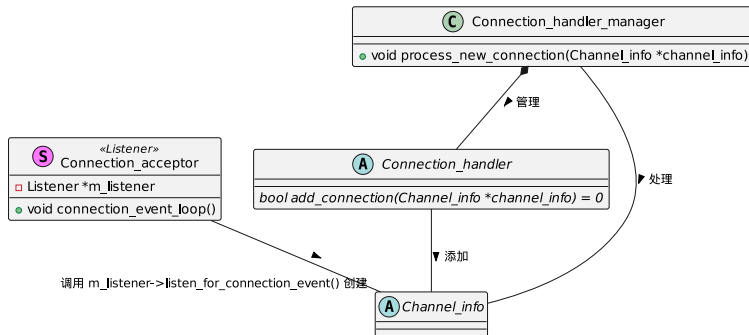 C Connection_handler_manager
void process_new_connection(Channel_info *channel_info)
管理
«Listener»
S Connection_acceptor
Listener *m_listener
void connection_event_loop()
A Connection_handler
bool add_connection(Channel_info *channel_info) = 0
处理
添加
调用 m_listener->listen_for_connection_event() 创建
A Channel_info